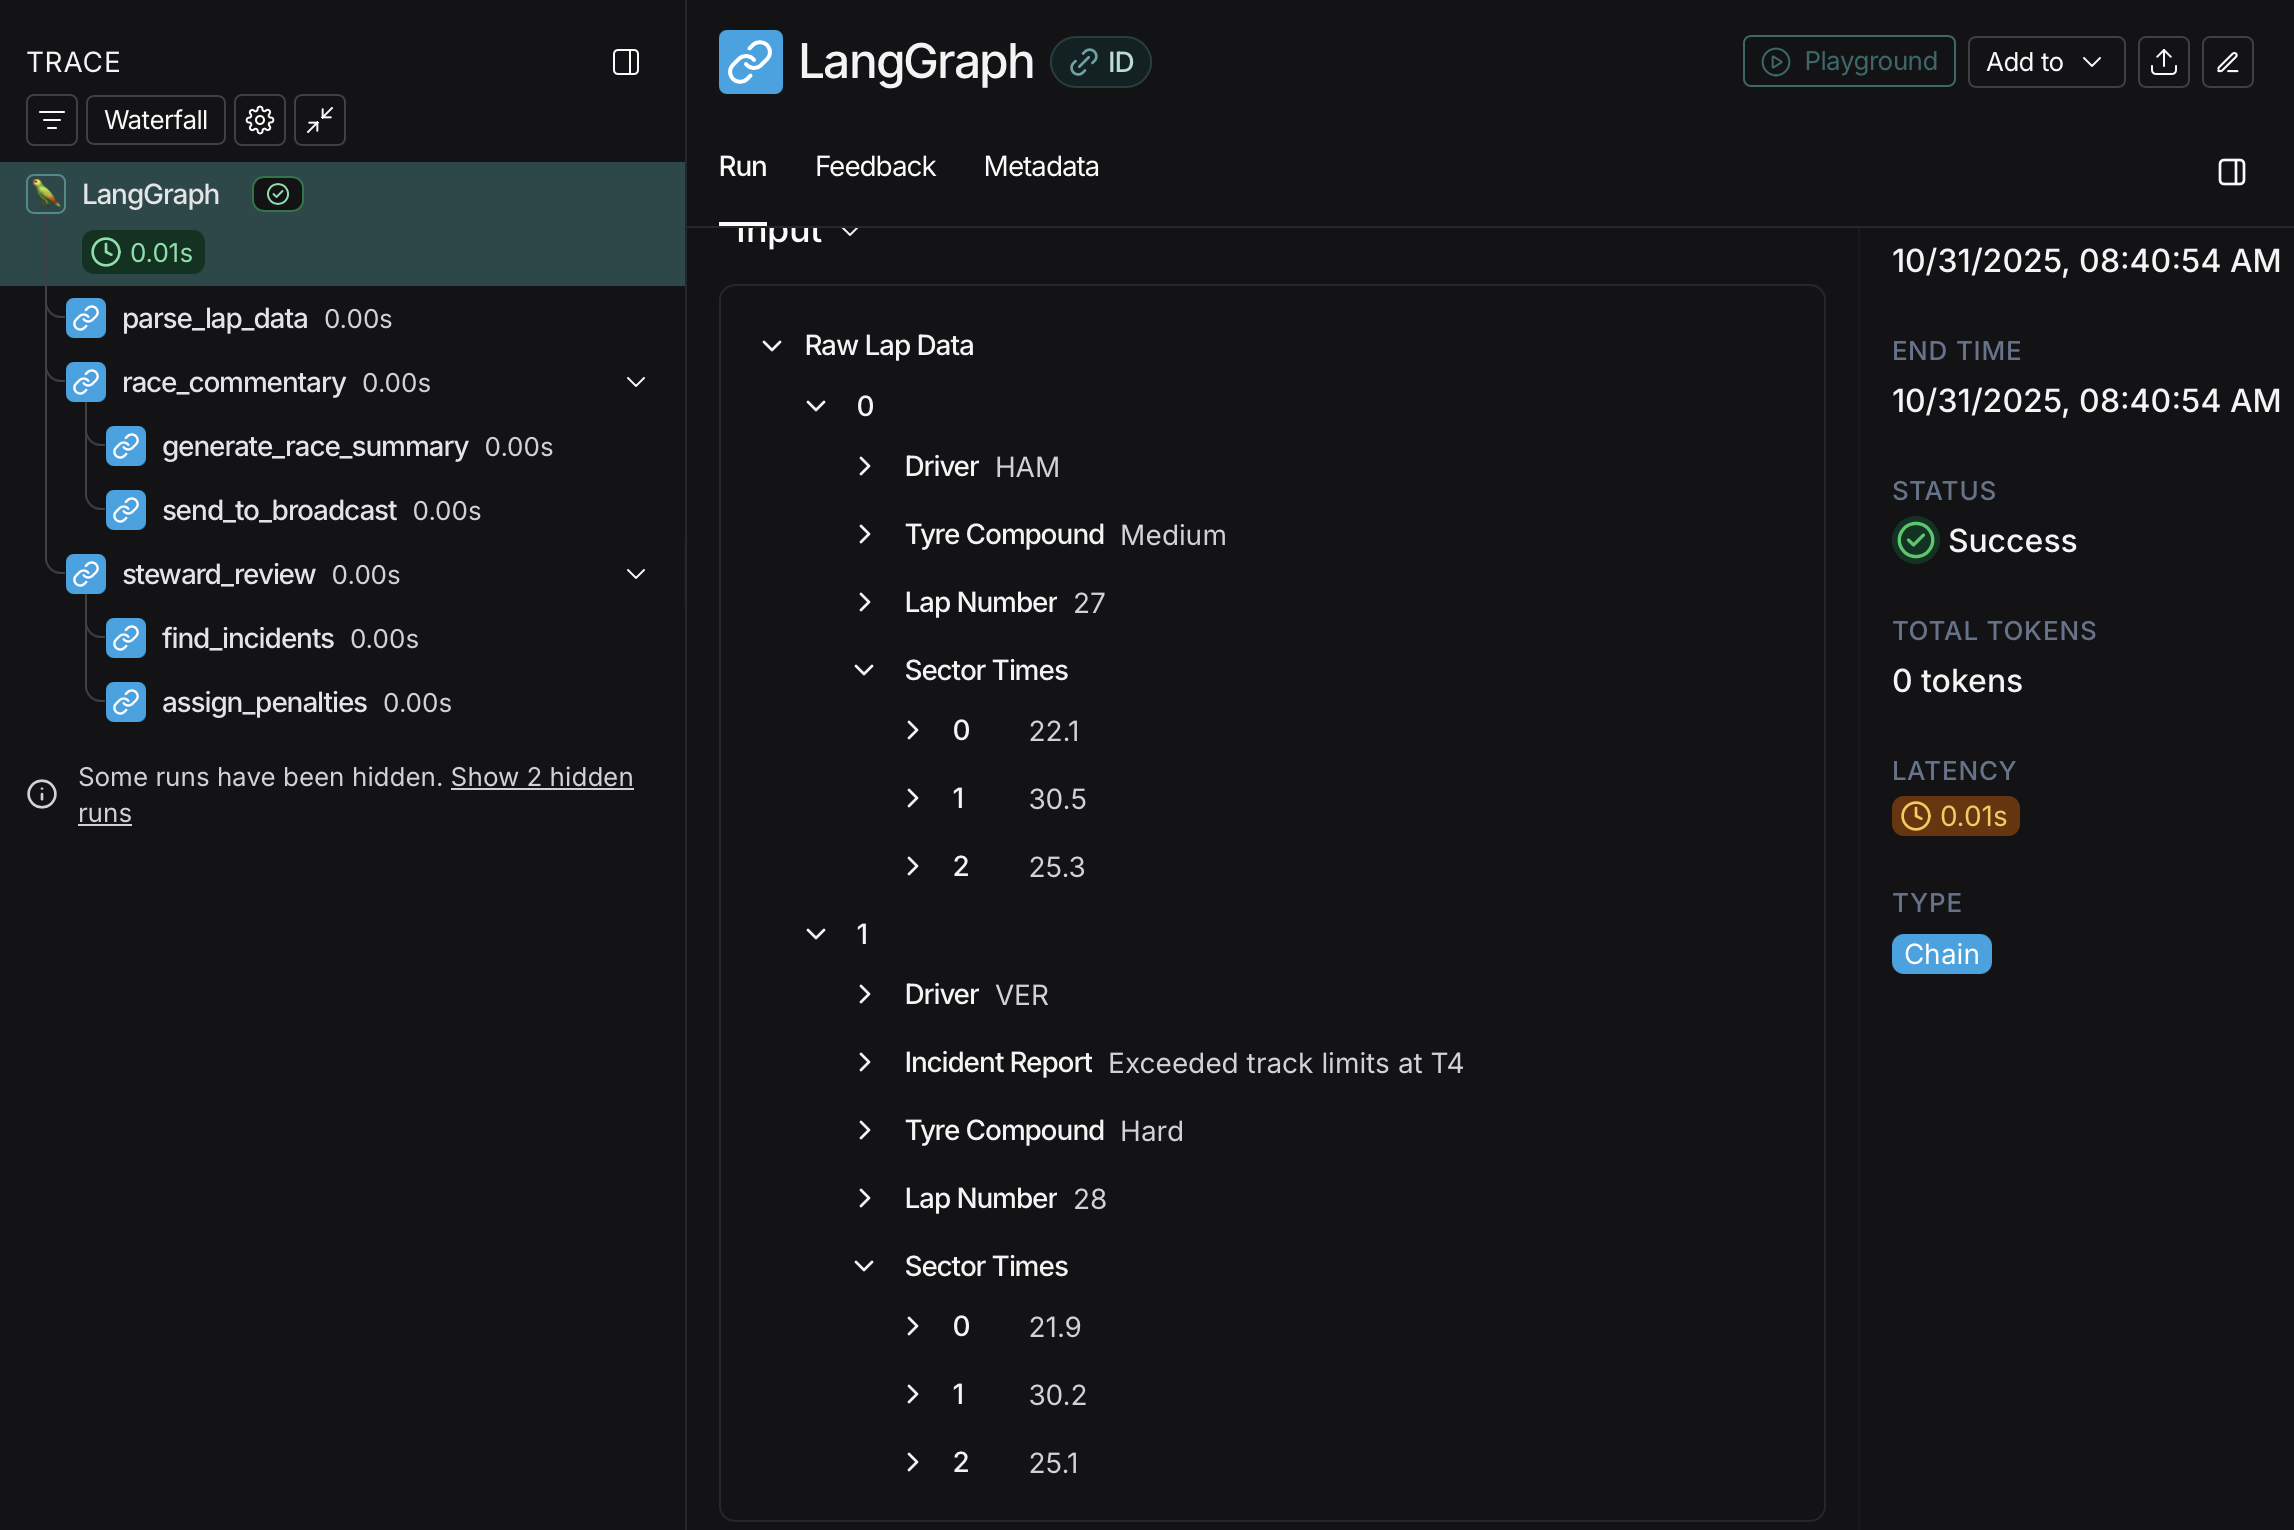 TRACE
Waterfall
LangGraph
0.01s
parse_lap_data 0.00s
race_commentary 0.00s
generate_race_summary 0.00s
send_to_broadcast 0.00s
steward_review 0.00s
find_incidents 0.00s
assign_penalties 0.00s
Some runs have been hidden. Show 2 hidden
runs
LangGraph ID
Playground
Add to
Run Feedback Metadata
Input
Raw Lap Data
0
Driver HAM
Tyre Compound Medium
Lap Number 27
Sector Times
0 22.1
1 30.5
2 25.3
1
Driver VER
Incident Report Exceeded track limits at T4
Tyre Compound Hard
Lap Number 28
Sector Times
0 21.9
1 30.2
2 25.1
10/31/2025, 08:40:54 AM
END TIME
10/31/2025, 08:40:54 AM
STATUS
Success
TOTAL TOKENS
0 tokens
LATENCY
0.01s
TYPE
Chain